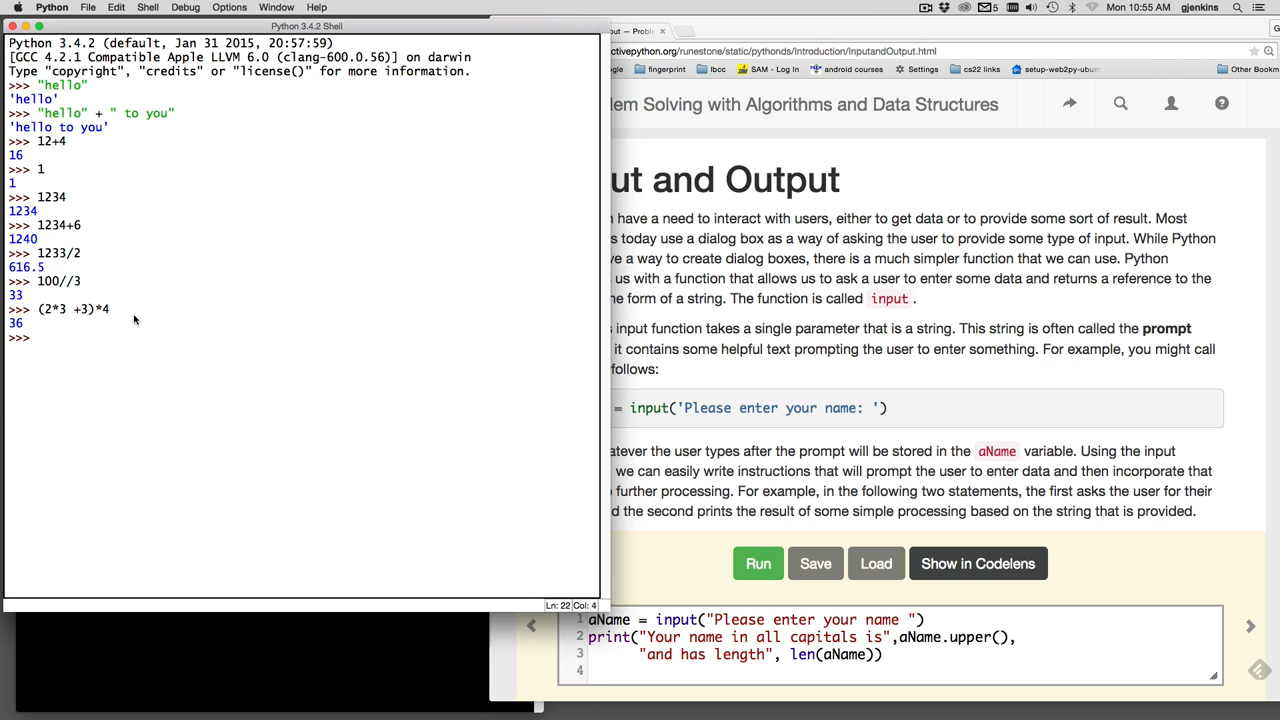 Python File Edit Shell Debug Options Window Help
5
Mon 10:55 AM gjenkins
Python 3.4.2 Shell
Python 3.4.2 (default, Jan 31 2015, 20:57:59)
[GCC 4.2.1 Compatible Apple LLVM 6.0 (clang-600.0.56)] on darwin
Type "copyright", "credits" or "license()" for more information.
>>> "hello"
'hello'
>>> "hello" + " to you"
'hello to you'
>>> 12+4
16
>>> 1
1
>>> 1234
1234
>>> 1234+6
1240
>>> 1233/2
616.5
>>> 100//3
33
>>> (2*3 +3)*4
36
>>>
Ln: 22 Col: 4
out — Proble
ctivepython.org/runestone/static/pythonds/Introduction/InputandOutput.html
gle fingerprint lbcc SAM - Log In android courses Settings cs22 links setup-web2py-ubun Other Bookm
lem Solving with Algorithms and Data Structures
ut and Output
n have a need to interact with users, either to get data or to provide some sort of result. Most
s today use a dialog box as a way of asking the user to provide some type of input. While Python
ve a way to create dialog boxes, there is a much simpler function that we can use. Python
us with a function that allows us to ask a user to enter some data and returns a reference to the
the form of a string. The function is called input .
s input function takes a single parameter that is a string. This string is often called the prompt
it contains some helpful text prompting the user to enter something. For example, you might call
follows:
= input('Please enter your name: ')
atever the user types after the prompt will be stored in the aName variable. Using the input
we can easily write instructions that will prompt the user to enter data and then incorporate that
o further processing. For example, in the following two statements, the first asks the user for their
d the second prints the result of some simple processing based on the string that is provided.
Run Save Load Show in Codelens
1 aName = input("Please enter your name ")
2 print("Your name in all capitals is",aName.upper(),
3 "and has length", len(aName))
4